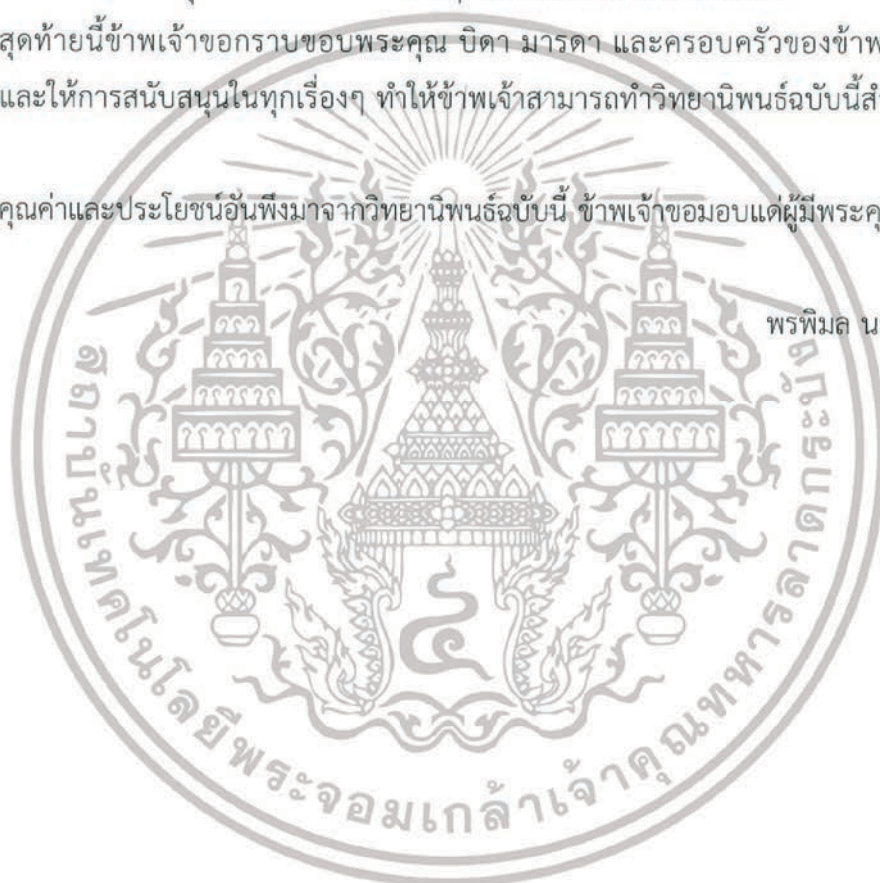 สุดท้ายนี้ข้าพเจ้าขอกราบขอบพระคุณ บิดา มารดา และครอบครัวของข้าพ
และให้การสนับสนุนในทุกเรื่องๆ ทำให้ข้าพเจ้าสามารถทำวิทยานิพนธ์ฉบับนี้สำ
คุณค่าและประโยชน์อันพึงมาจากวิทยานิพนธ์ฉบับนี้ ข้าพเจ้าขอมอบแด่ผู้มีพระคุ
พรพิมล น
สถาบันเทคโนโลยีพระจอมเกล้าเจ้าคุณทหารลาดกระบัง
๔